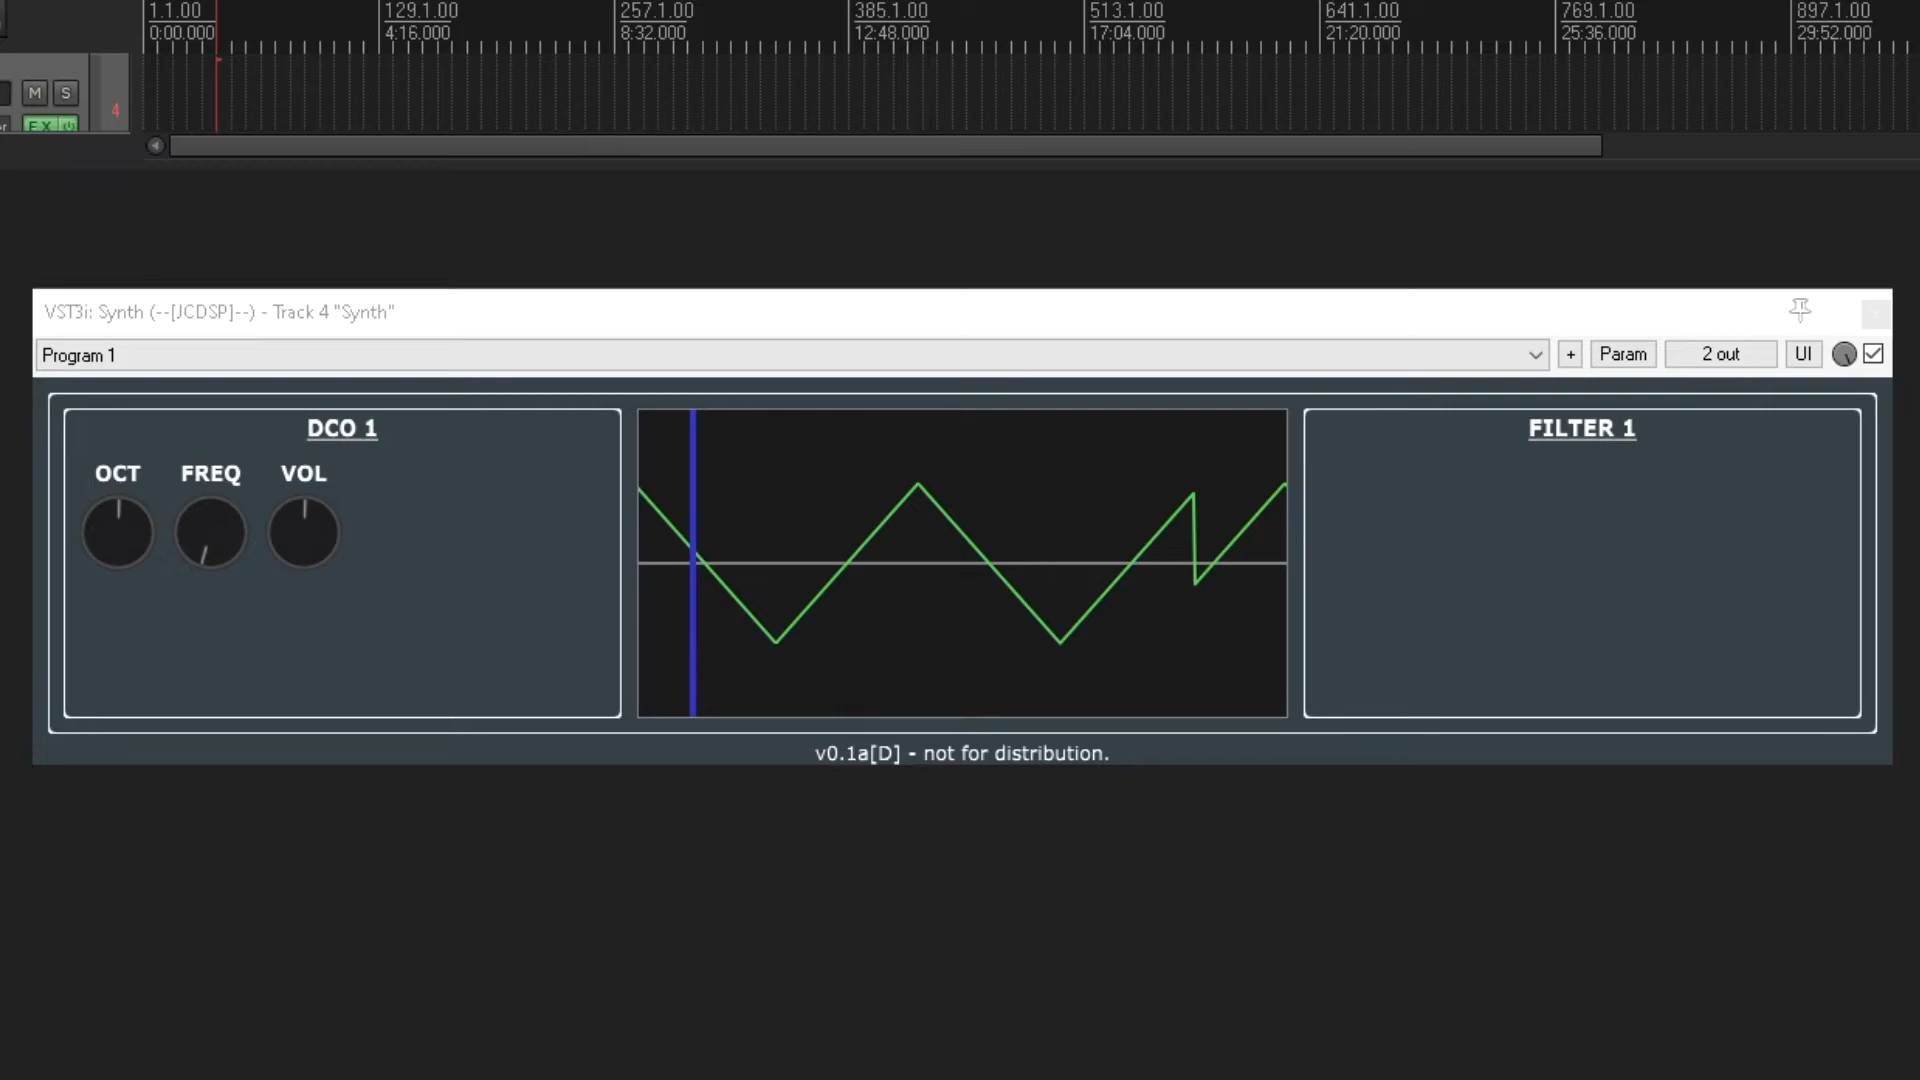 1.1.00 129.1.00 257.1.00 385.1.00 513.1.00 641.1.00 769.1.00 897.1.00
0:00.000 4:16.000 8:32.000 12:48.000 17:04.000 21:20.000 25:36.000 29:52.000
M S
4
FX
VST3i: Synth (--[JCDSP]--) - Track 4 "Synth"
Program 1 + Param 2 out UI
DCO 1
OCT FREQ VOL
FILTER 1
v0.1a[D] - not for distribution.